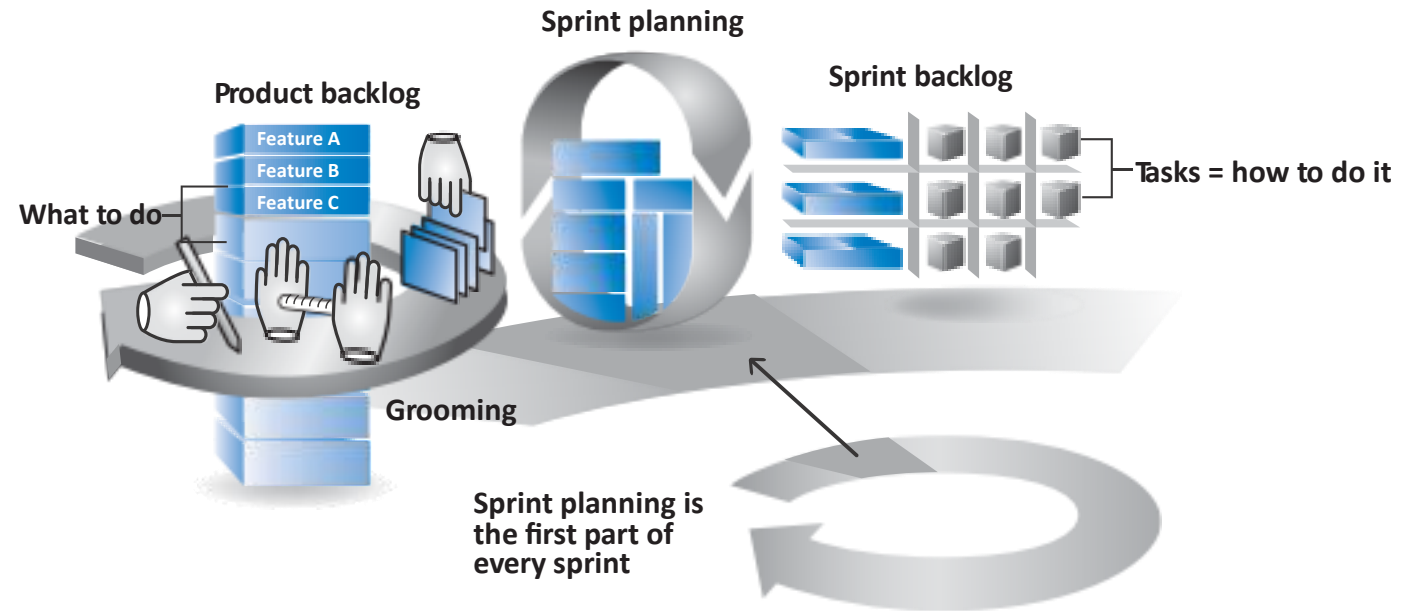 Sprint planning
Product backlog
Sprint backlog
Feature A
Feature B
Feature C
What to do
Tasks = how to do it
Grooming
Sprint planning is
the first part of
every sprint